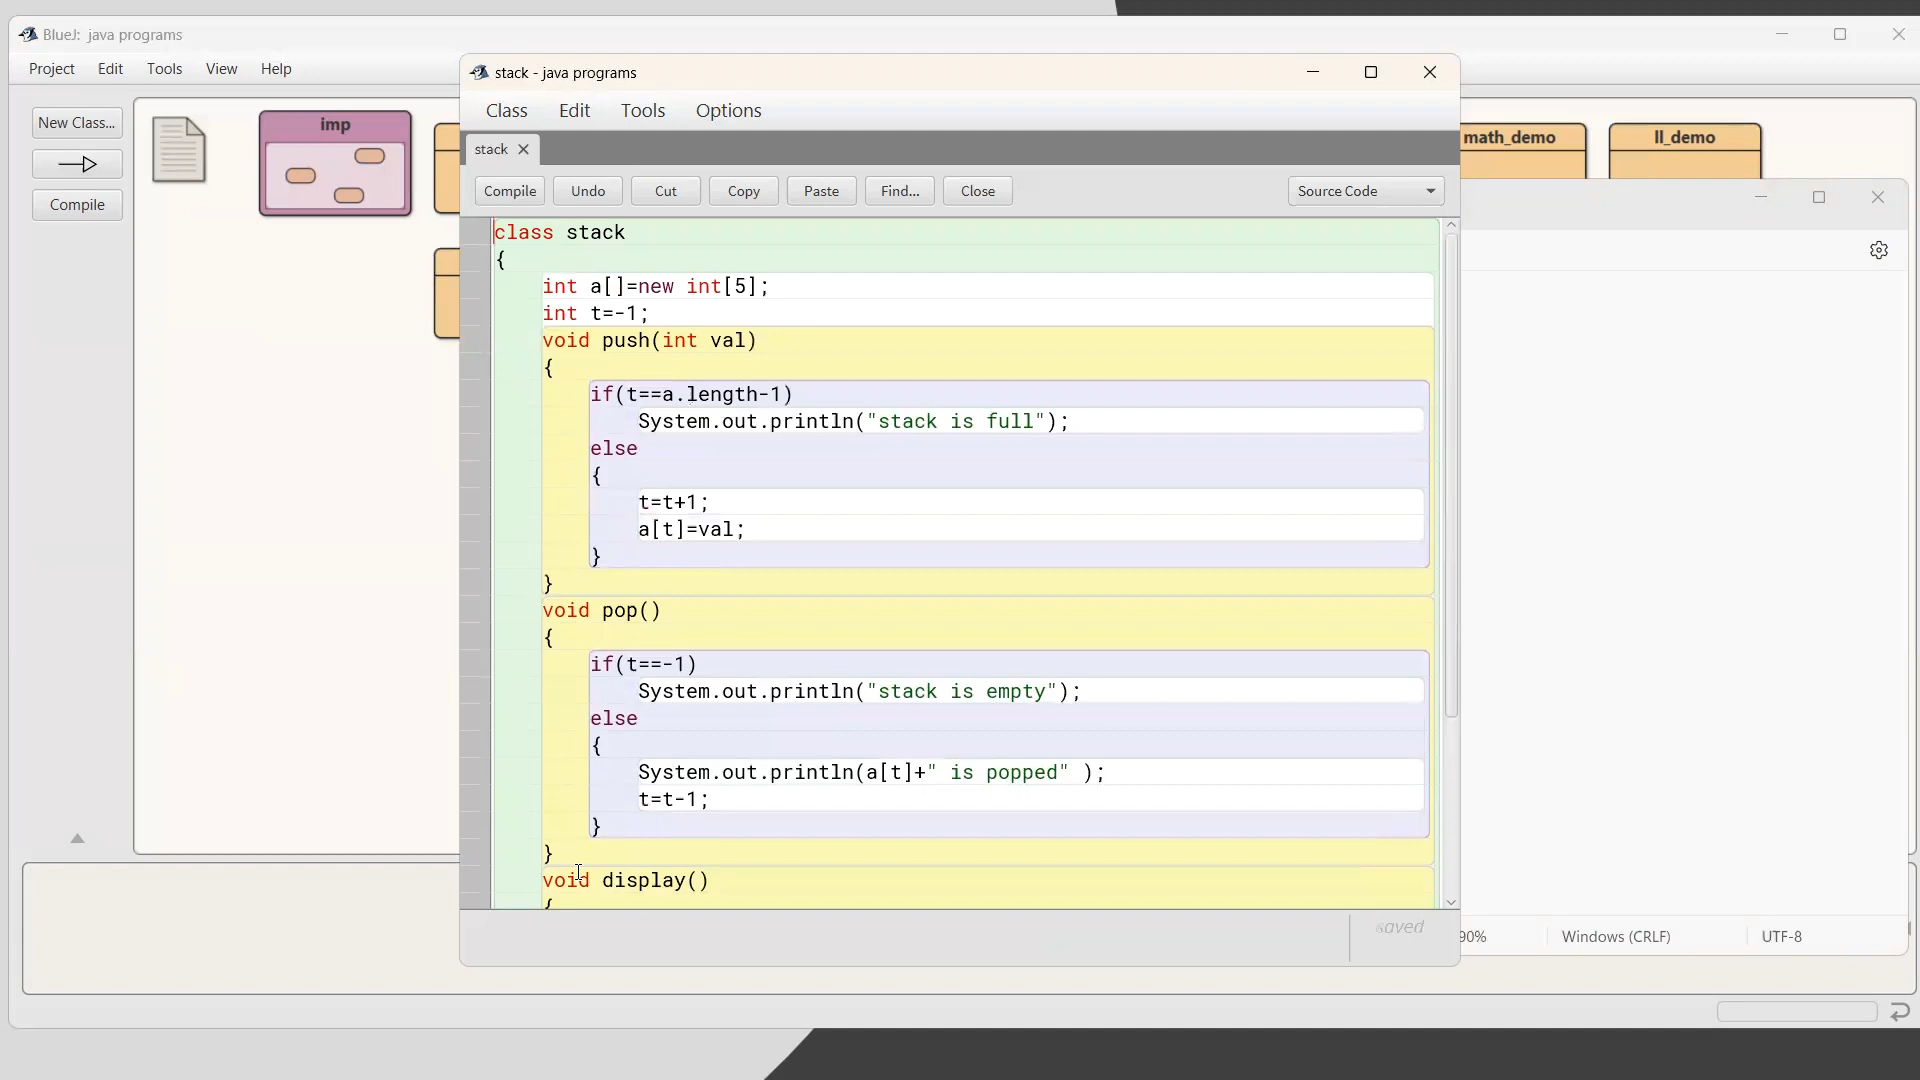 BlueJ: java programs
Project Edit Tools View Help
New Class...
Compile
imp
math_demo
ll_demo
stack - java programs
Class Edit Tools Options
stack
Compile Undo Cut Copy Paste Find... Close Source Code
class stack
{
int a[]=new int[5];
int t=-1;
void push(int val)
{
if(t==a.length-1)
System.out.println("stack is full");
else
{
t=t+1;
a[t]=val;
}
}
void pop()
{
if(t==-1)
System.out.println("stack is empty");
else
{
System.out.println(a[t]+" is popped" );
t=t-1;
}
}
void display()
{
saved
90% Windows (CRLF) UTF-8